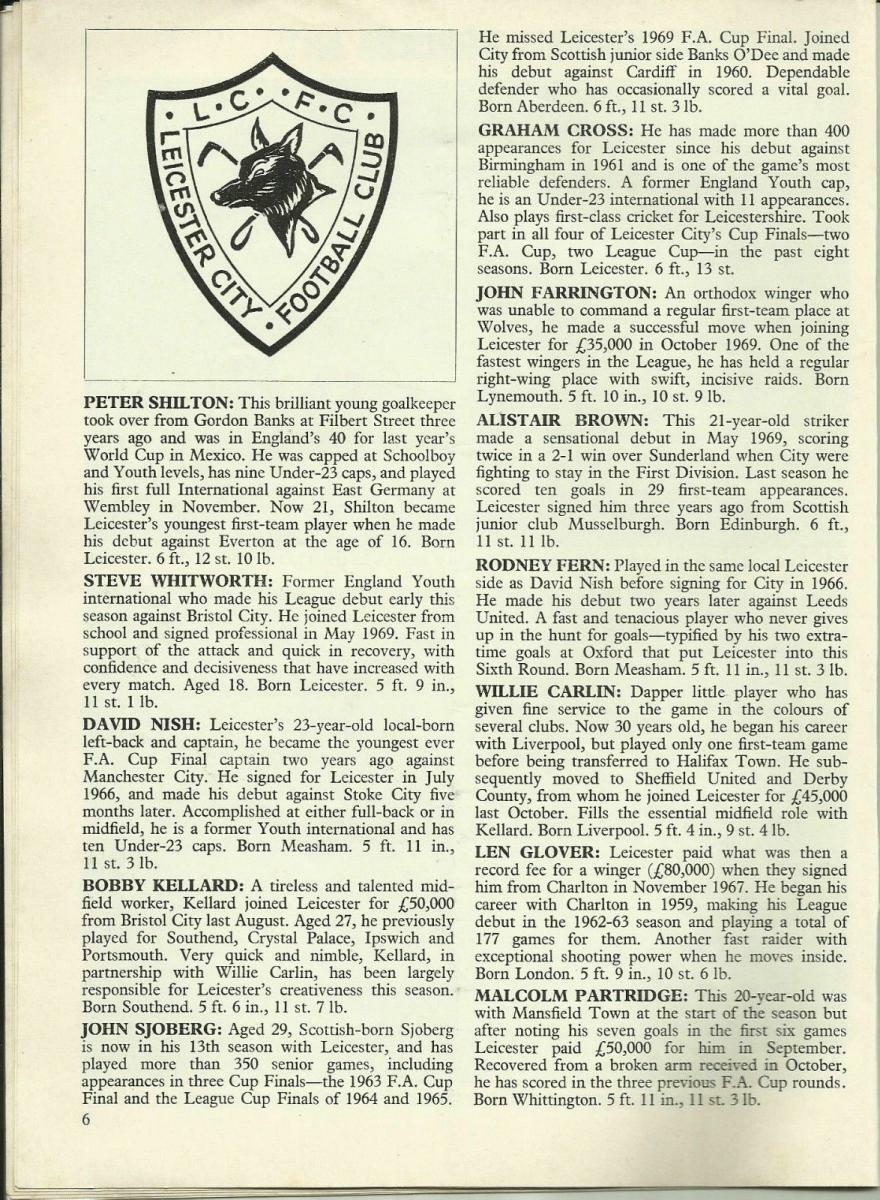 L · C · · F · C ·
LEICESTER CITY · FOOTBALL CLUB
PETER SHILTON: This brilliant young goalkeeper
took over from Gordon Banks at Filbert Street three
years ago and was in England's 40 for last year's
World Cup in Mexico. He was capped at Schoolboy
and Youth levels, has nine Under-23 caps, and played
his first full International against East Germany at
Wembley in November. Now 21, Shilton became
Leicester's youngest first-team player when he made
his debut against Everton at the age of 16. Born
Leicester. 6 ft., 12 st. 10 lb.
STEVE WHITWORTH: Former England Youth
international who made his League debut early this
season against Bristol City. He joined Leicester from
school and signed professional in May 1969. Fast in
support of the attack and quick in recovery, with
confidence and decisiveness that have increased with
every match. Aged 18. Born Leicester. 5 ft. 9 in.,
11 st. 1 lb.
DAVID NISH: Leicester's 23-year-old local-born
left-back and captain, he became the youngest ever
F.A. Cup Final captain two years ago against
Manchester City. He signed for Leicester in July
1966, and made his debut against Stoke City five
months later. Accomplished at either full-back or in
midfield, he is a former Youth international and has
ten Under-23 caps. Born Measham. 5 ft. 11 in.,
11 st. 3 lb.
BOBBY KELLARD: A tireless and talented mid-
field worker, Kellard joined Leicester for £50,000
from Bristol City last August. Aged 27, he previously
played for Southend, Crystal Palace, Ipswich and
Portsmouth. Very quick and nimble, Kellard, in
partnership with Willie Carlin, has been largely
responsible for Leicester's creativeness this season.
Born Southend. 5 ft. 6 in., 11 st. 7 lb.
JOHN SJOBERG: Aged 29, Scottish-born Sjoberg
is now in his 13th season with Leicester, and has
played more than 350 senior games, including
appearances in three Cup Finals—the 1963 F.A. Cup
Final and the League Cup Finals of 1964 and 1965.
6
He missed Leicester's 1969 F.A. Cup Final. Joined
City from Scottish junior side Banks O'Dee and made
his debut against Cardiff in 1960. Dependable
defender who has occasionally scored a vital goal.
Born Aberdeen. 6 ft., 11 st. 3 lb.
GRAHAM CROSS: He has made more than 400
appearances for Leicester since his debut against
Birmingham in 1961 and is one of the game's most
reliable defenders. A former England Youth cap,
he is an Under-23 international with 11 appearances.
Also plays first-class cricket for Leicestershire. Took
part in all four of Leicester City's Cup Finals—two
F.A. Cup, two League Cup—in the past eight
seasons. Born Leicester. 6 ft., 13 st.
JOHN FARRINGTON: An orthodox winger who
was unable to command a regular first-team place at
Wolves, he made a successful move when joining
Leicester for £35,000 in October 1969. One of the
fastest wingers in the League, he has held a regular
right-wing place with swift, incisive raids. Born
Lynemouth. 5 ft. 10 in., 10 st. 9 lb.
ALISTAIR BROWN: This 21-year-old striker
made a sensational debut in May 1969, scoring
twice in a 2-1 win over Sunderland when City were
fighting to stay in the First Division. Last season he
scored ten goals in 29 first-team appearances.
Leicester signed him three years ago from Scottish
junior club Musselburgh. Born Edinburgh. 6 ft.,
11 st. 11 lb.
RODNEY FERN: Played in the same local Leicester
side as David Nish before signing for City in 1966.
He made his debut two years later against Leeds
United. A fast and tenacious player who never gives
up in the hunt for goals—typified by his two extra-
time goals at Oxford that put Leicester into this
Sixth Round. Born Measham. 5 ft. 11 in., 11 st. 3 lb.
WILLIE CARLIN: Dapper little player who has
given fine service to the game in the colours of
several clubs. Now 30 years old, he began his career
with Liverpool, but played only one first-team game
before being transferred to Halifax Town. He sub-
sequently moved to Sheffield United and Derby
County, from whom he joined Leicester for £45,000
last October. Fills the essential midfield role with
Kellard. Born Liverpool. 5 ft. 4 in., 9 st. 4 lb.
LEN GLOVER: Leicester paid what was then a
record fee for a winger (£80,000) when they signed
him from Charlton in November 1967. He began his
career with Charlton in 1959, making his League
debut in the 1962-63 season and playing a total of
177 games for them. Another fast raider with
exceptional shooting power when he moves inside.
Born London. 5 ft. 9 in., 10 st. 6 lb.
MALCOLM PARTRIDGE: This 20-year-old was
with Mansfield Town at the start of the season but
after noting his seven goals in the first six games
Leicester paid £50,000 for him in September.
Recovered from a broken arm received in October,
he has scored in the three previous F.A. Cup rounds.
Born Whittington. 5 ft. 11 in., 11 st. 3 lb.